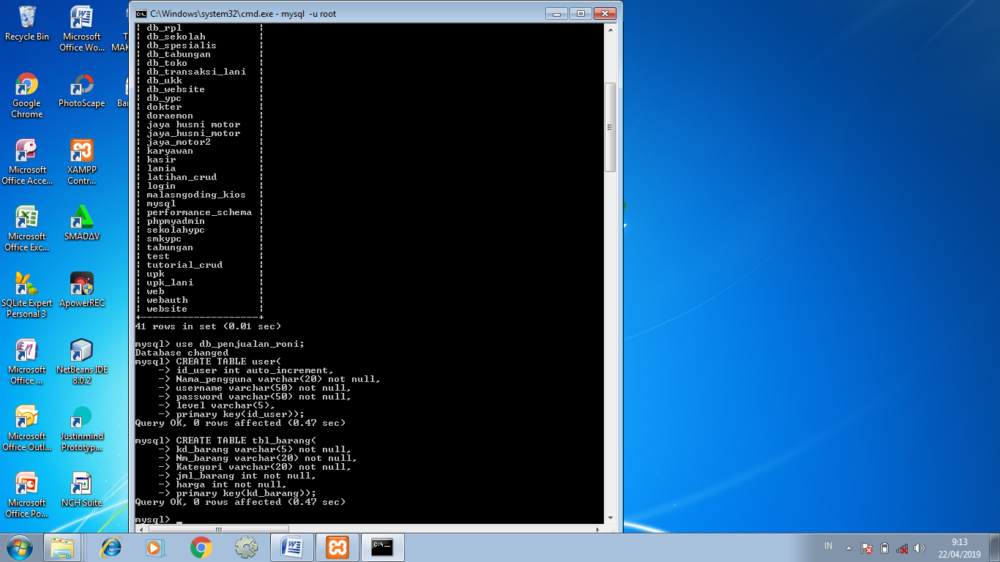 Recycle Bin
Microsoft
Office Wo...
T
MAK
Google
Chrome
PhotoScape
Bar
Microsoft
Office Acce...
XAMPP
Contr...
Microsoft
Office Exc...
SMADΔV
SQLite Expert
Personal 3
ApowerREC
Microsoft
Office ...
NetBeans IDE
8.0.2
Microsoft
Office Outl...
Justinmind
Prototyp...
Microsoft
Office Po...
NCH Suite
C:\Windows\system32\cmd.exe - mysql -u root
| db_rpl |
| db_sekolah |
| db_spesialis |
| db_tabungan |
| db_toko |
| db_transaksi_lani |
| db_ukk |
| db_website |
| db_ypc |
| dokter |
| doraemon |
| jaya husni motor |
| jaya_husni_motor |
| jaya_motor2 |
| karyawan |
| kasir |
| lania |
| latihan_crud |
| login |
| malasngoding_kios |
| mysql |
| performance_schema |
| phpmyadmin |
| sekolahypc |
| smkypc |
| tabungan |
| test |
| tutorial_crud |
| upk |
| upk_lani |
| web |
| webauth |
| website |
+--------------------+
41 rows in set (0.01 sec)
mysql> use db_penjualan_roni;
Database changed
mysql> CREATE TABLE user(
-> id_user int auto_increment,
-> Nama_pengguna varchar(20) not null,
-> username varchar(50) not null,
-> password varchar(50) not null,
-> level varchar(5),
-> primary key(id_user));
Query OK, 0 rows affected (0.47 sec)
mysql> CREATE TABLE tbl_barang(
-> kd_barang varchar(5) not null,
-> Nm_barang varchar(20) not null,
-> Kategori varchar(20) not null,
-> jml_barang int not null,
-> harga int not null,
-> primary key(kd_barang));
Query OK, 0 rows affected (0.47 sec)
mysql> _
IN
9:13
22/04/2019